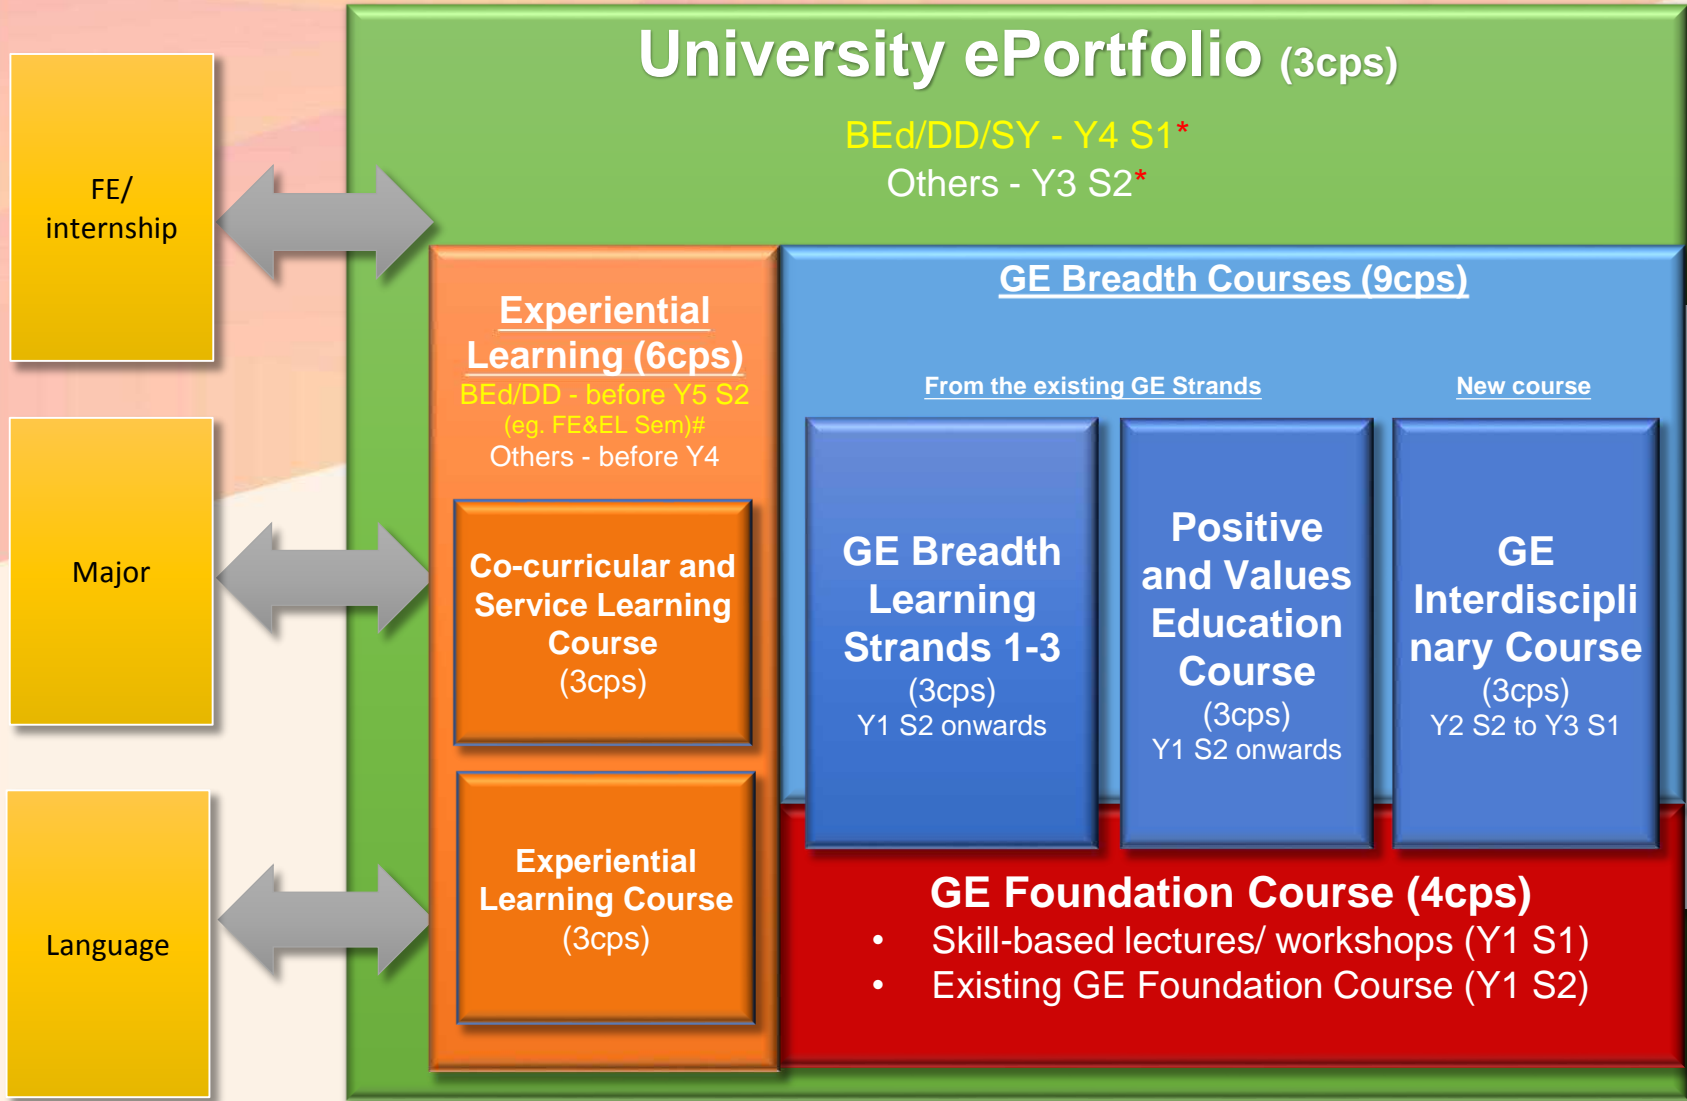 University ePortfolio (3cps)
BEd/DD/SY - Y4 S1*
Others - Y3 S2*
FE/
internship
Major
Language
Experiential
Learning (6cps)
BEd/DD - before Y5 S2
(eg. FE&EL Sem)#
Others - before Y4
Co-curricular and
Service Learning
Course
(3cps)
Experiential
Learning Course
(3cps)
GE Breadth Courses (9cps)
From the existing GE Strands
New course
GE Breadth
Learning
Strands 1-3
(3cps)
Y1 S2 onwards
Positive
and Values
Education
Course
(3cps)
Y1 S2 onwards
GE
Interdiscipli
nary Course
(3cps)
Y2 S2 to Y3 S1
GE Foundation Course (4cps)
• Skill-based lectures/ workshops (Y1 S1)
• Existing GE Foundation Course (Y1 S2)